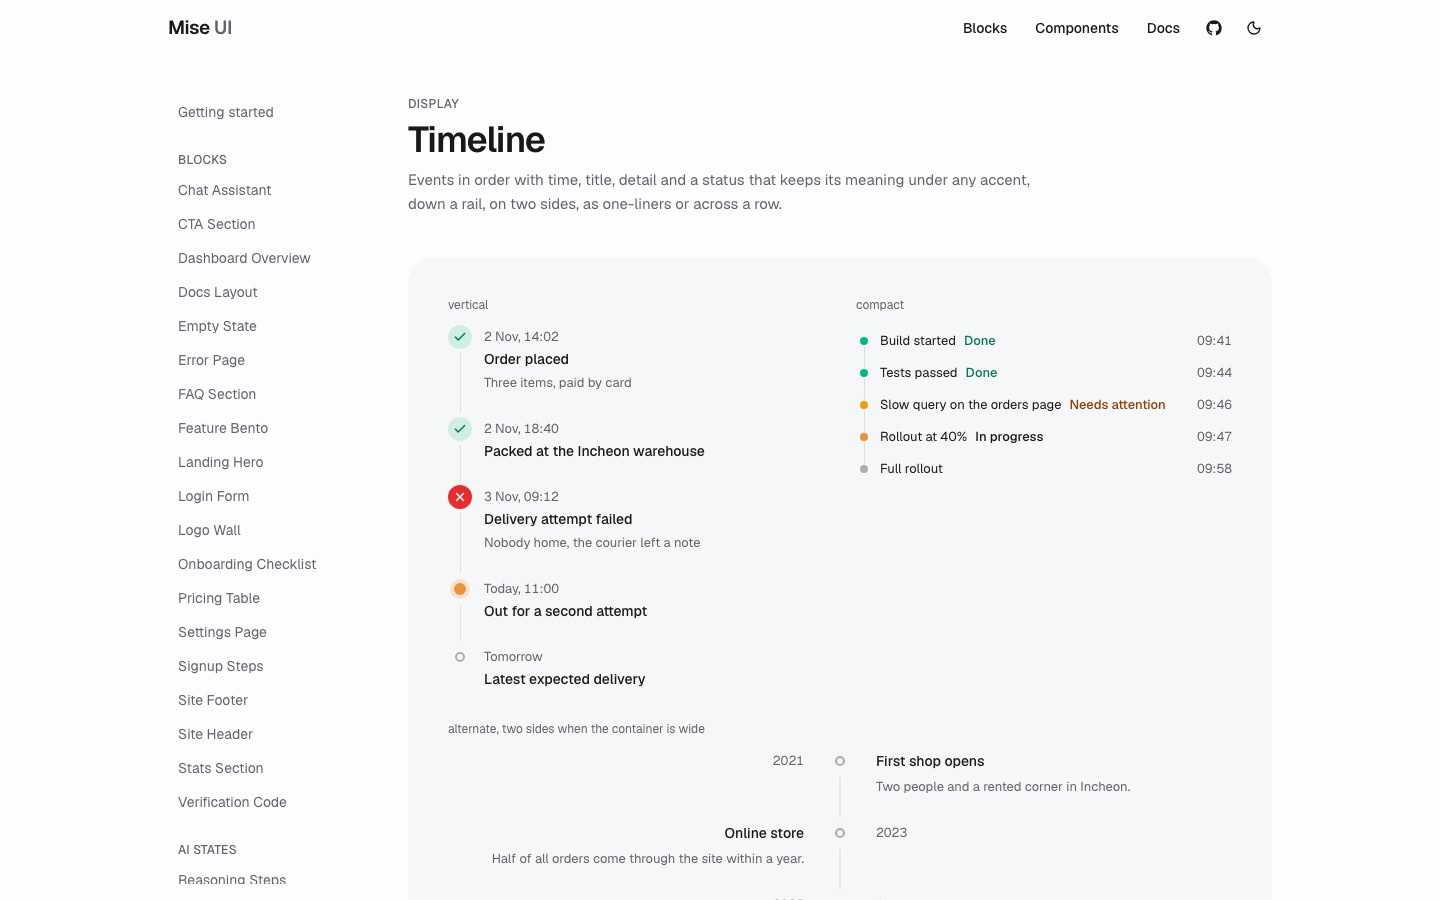 Mise UI
Blocks
Components
Docs
Getting started
BLOCKS
Chat Assistant
CTA Section
Dashboard Overview
Docs Layout
Empty State
Error Page
FAQ Section
Feature Bento
Landing Hero
Login Form
Logo Wall
Onboarding Checklist
Pricing Table
Settings Page
Signup Steps
Site Footer
Site Header
Stats Section
Verification Code
AI STATES
Reasoning Steps
DISPLAY
Timeline
Events in order with time, title, detail and a status that keeps its meaning under any accent,
down a rail, on two sides, as one-liners or across a row.
vertical
2 Nov, 14:02
Order placed
Three items, paid by card
2 Nov, 18:40
Packed at the Incheon warehouse
3 Nov, 09:12
Delivery attempt failed
Nobody home, the courier left a note
Today, 11:00
Out for a second attempt
Tomorrow
Latest expected delivery
compact
Build started Done 09:41
Tests passed Done 09:44
Slow query on the orders page Needs attention 09:46
Rollout at 40% In progress 09:47
Full rollout 09:58
alternate, two sides when the container is wide
2021
First shop opens
Two people and a rented corner in Incheon.
Online store
2023
Half of all orders come through the site within a year.